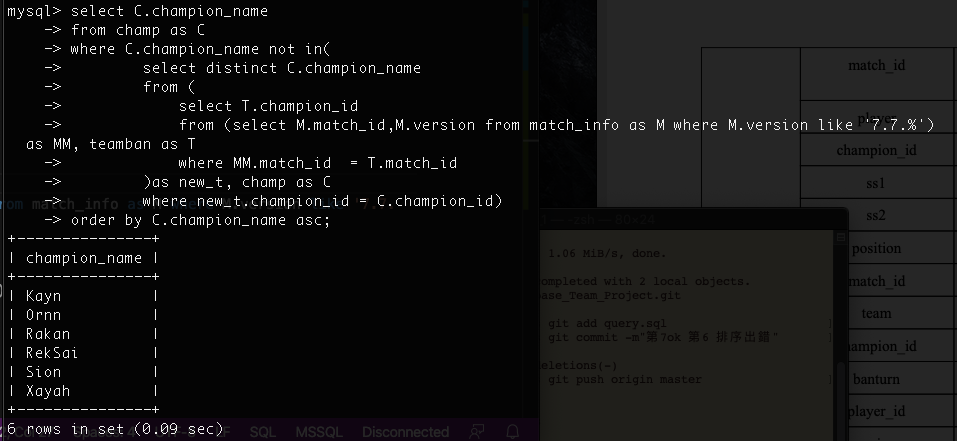 mysql> select C.champion_name
-> from champ as C
-> where C.champion_name not in(
-> select distinct C.champion_name
-> from (
-> select T.champion_id
-> from (select M.match_id,M.version from match_info as M where M.version like '7.7.%')
as MM, teamban as T
-> where MM.match_id = T.match_id
-> )as new_t, champ as C
-> where new_t.champion_id = C.champion_id)
-> order by C.champion_name asc;
+---------------+
| champion_name |
+---------------+
| Kayn |
| Ornn |
| Rakan |
| RekSai |
| Sion |
| Xayah |
+---------------+
6 rows in set (0.09 sec)
SQL MSSQL Disconnected
om match_info as
-zsh — 80×24
1.06 MiB/s, done.
ompleted with 2 local objects.
ase_Team_Project.git
git add query.sql
git commit -m"第7ok 第6 排序出錯"
eletions(-)
git push origin master
match_id
champion_id
ss1
ss2
position
match_id
team
ampion_id
banturn
player_id